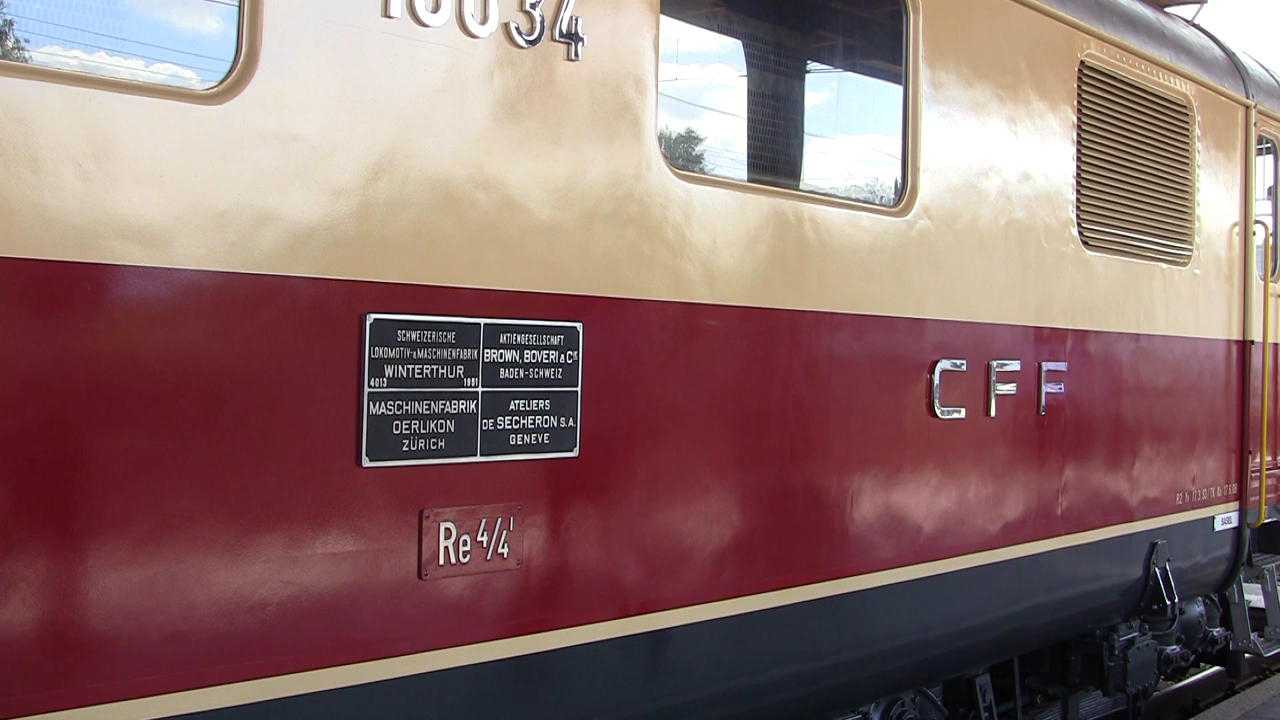 10034
SCHWEIZERISCHE
LOKOMOTIV-&MASCHINENFABRIK
WINTERTHUR
4013 1951
AKTIENGESELLSCHAFT
BROWN, BOVERI & Cie
BADEN-SCHWEIZ
MASCHINENFABRIK
OERLIKON
ZÜRICH
ATELIERS
DE SECHERON S.A.
GENEVE
CFF
Re 4/4 I
BASEL